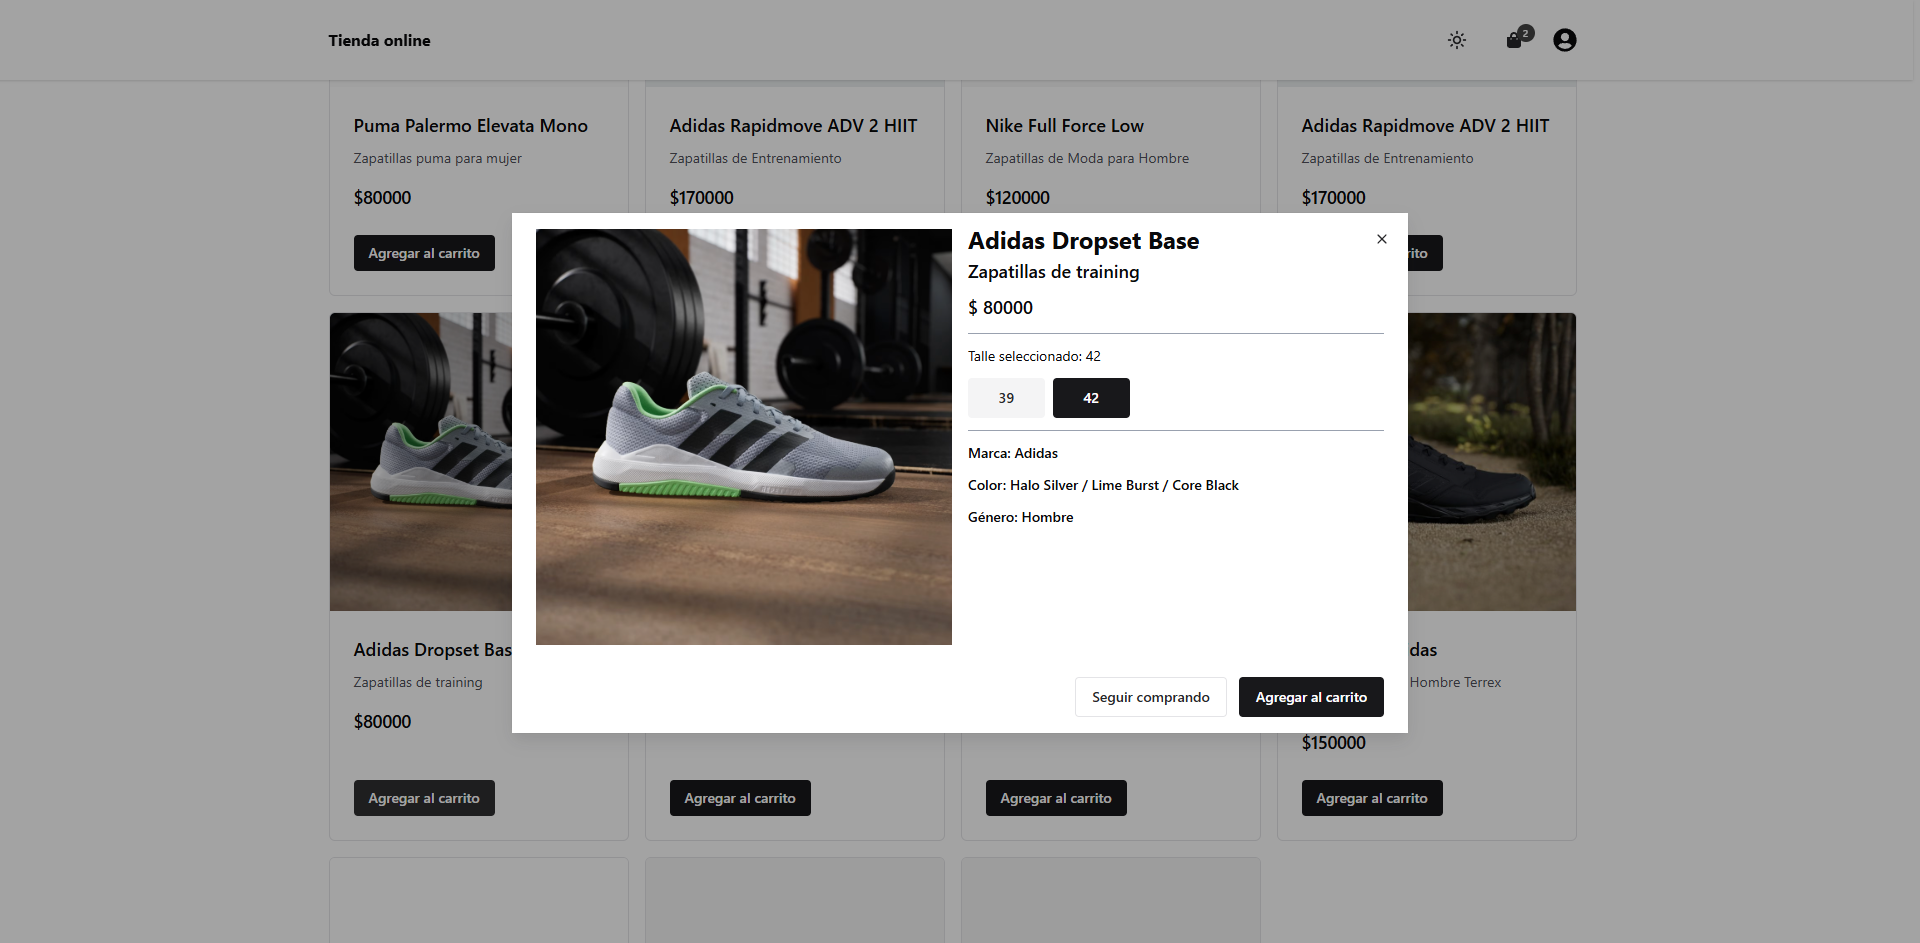 Tienda online
2
Puma Palermo Elevata Mono
Zapatillas puma para mujer
$80000
Agregar al carrito
Adidas Rapidmove ADV 2 HIIT
Zapatillas de Entrenamiento
$170000
Nike Full Force Low
Zapatillas de Moda para Hombre
$120000
Adidas Rapidmove ADV 2 HIIT
Zapatillas de Entrenamiento
$170000
rito
Adidas Dropset Base
Zapatillas de training
$ 80000
Talle seleccionado: 42
39
42
Marca: Adidas
Color: Halo Silver / Lime Burst / Core Black
Género: Hombre
Seguir comprando
Agregar al carrito
Adidas Dropset Bas
Zapatillas de training
$80000
Agregar al carrito
Agregar al carrito
Agregar al carrito
das
Hombre Terrex
$150000
Agregar al carrito